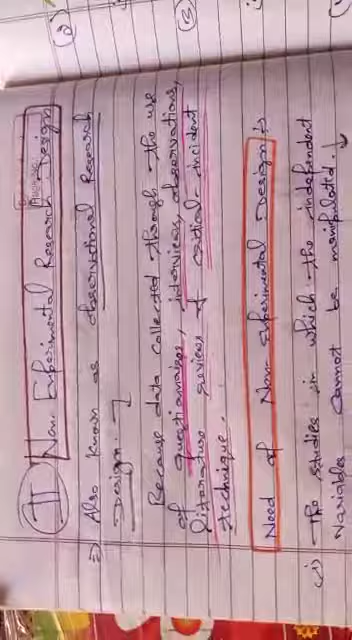 II Non Experimental Research Design
=> Also known as observational Research
Design. ]
Because data collected through the use
of questionnaires, interviews, observations,
literature reviews of critical incident
technique.
Need of Non Experimental Design :-
(i) The studies in which the independent
Variables cannot be manipulated.